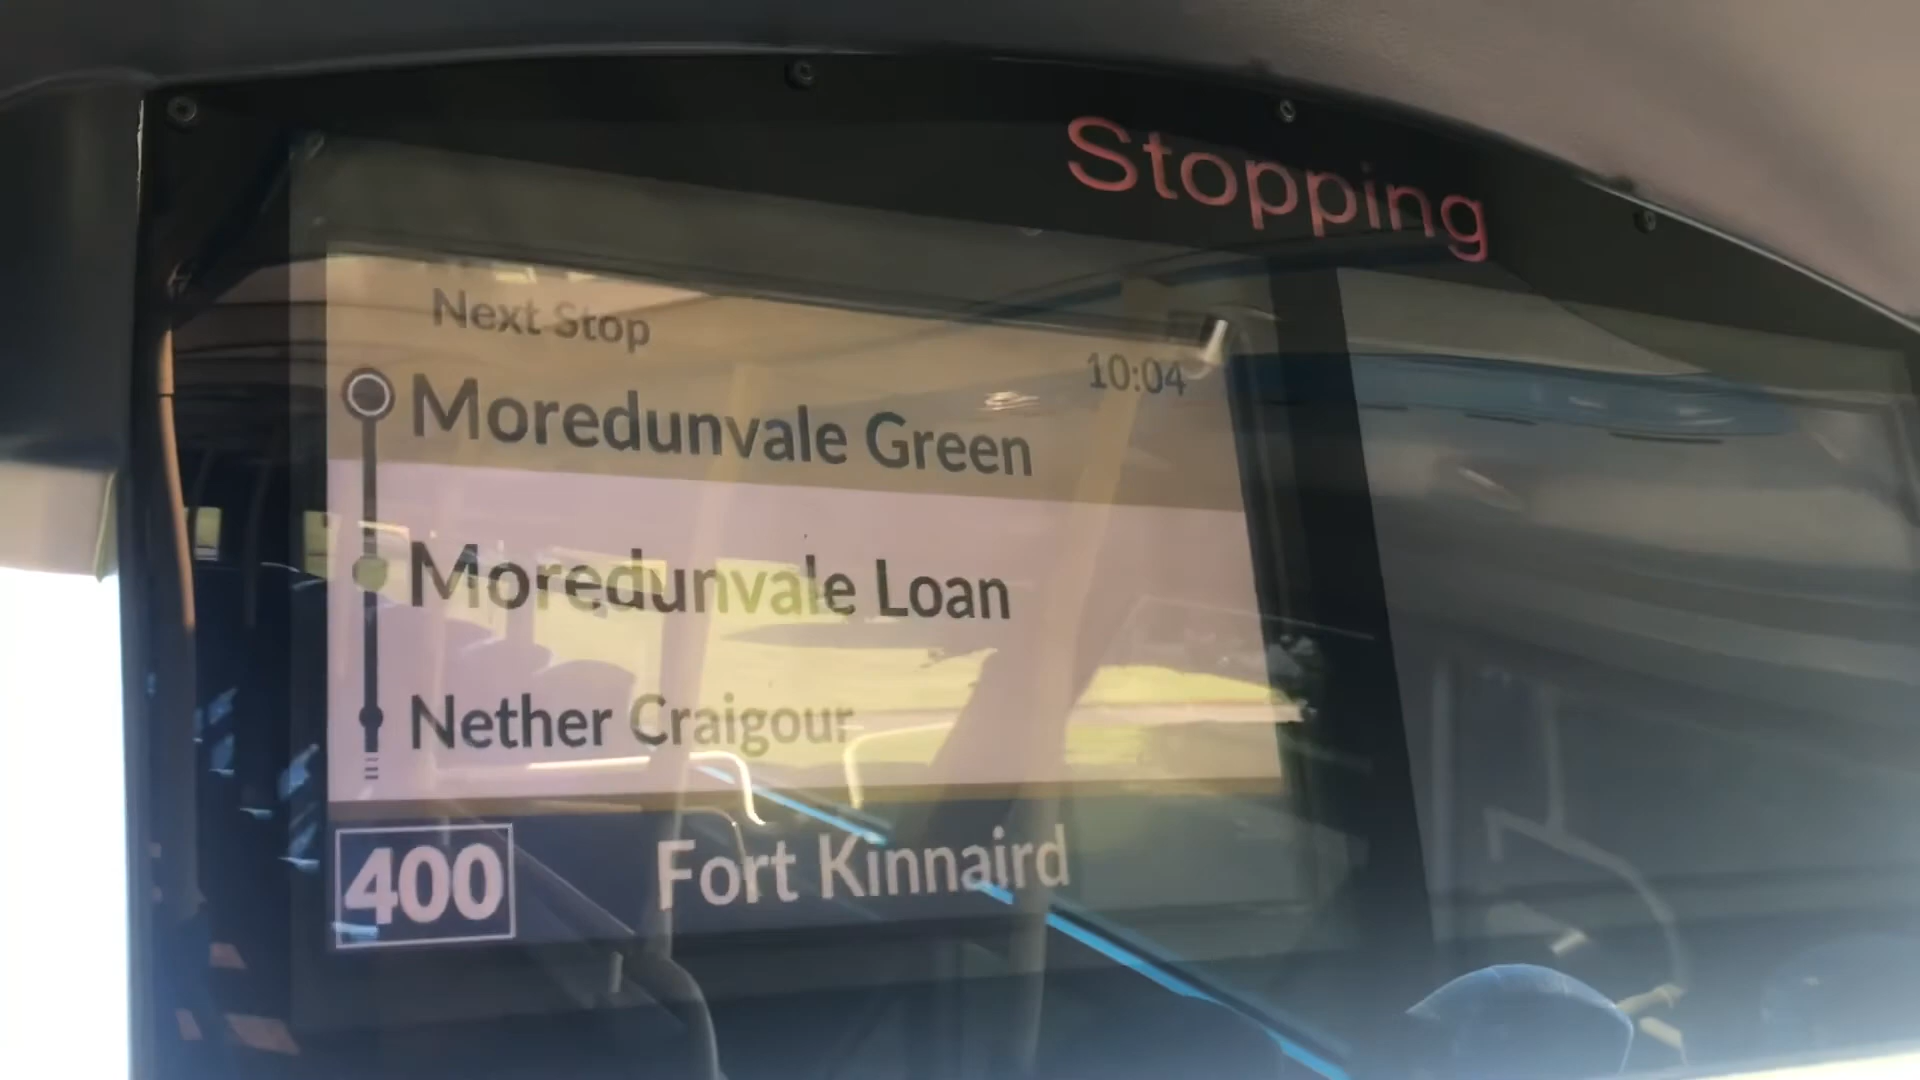 Stopping
Next Stop
10:04
Moredunvale Green
Moredunvale Loan
Nether Craigour
400 Fort Kinnaird